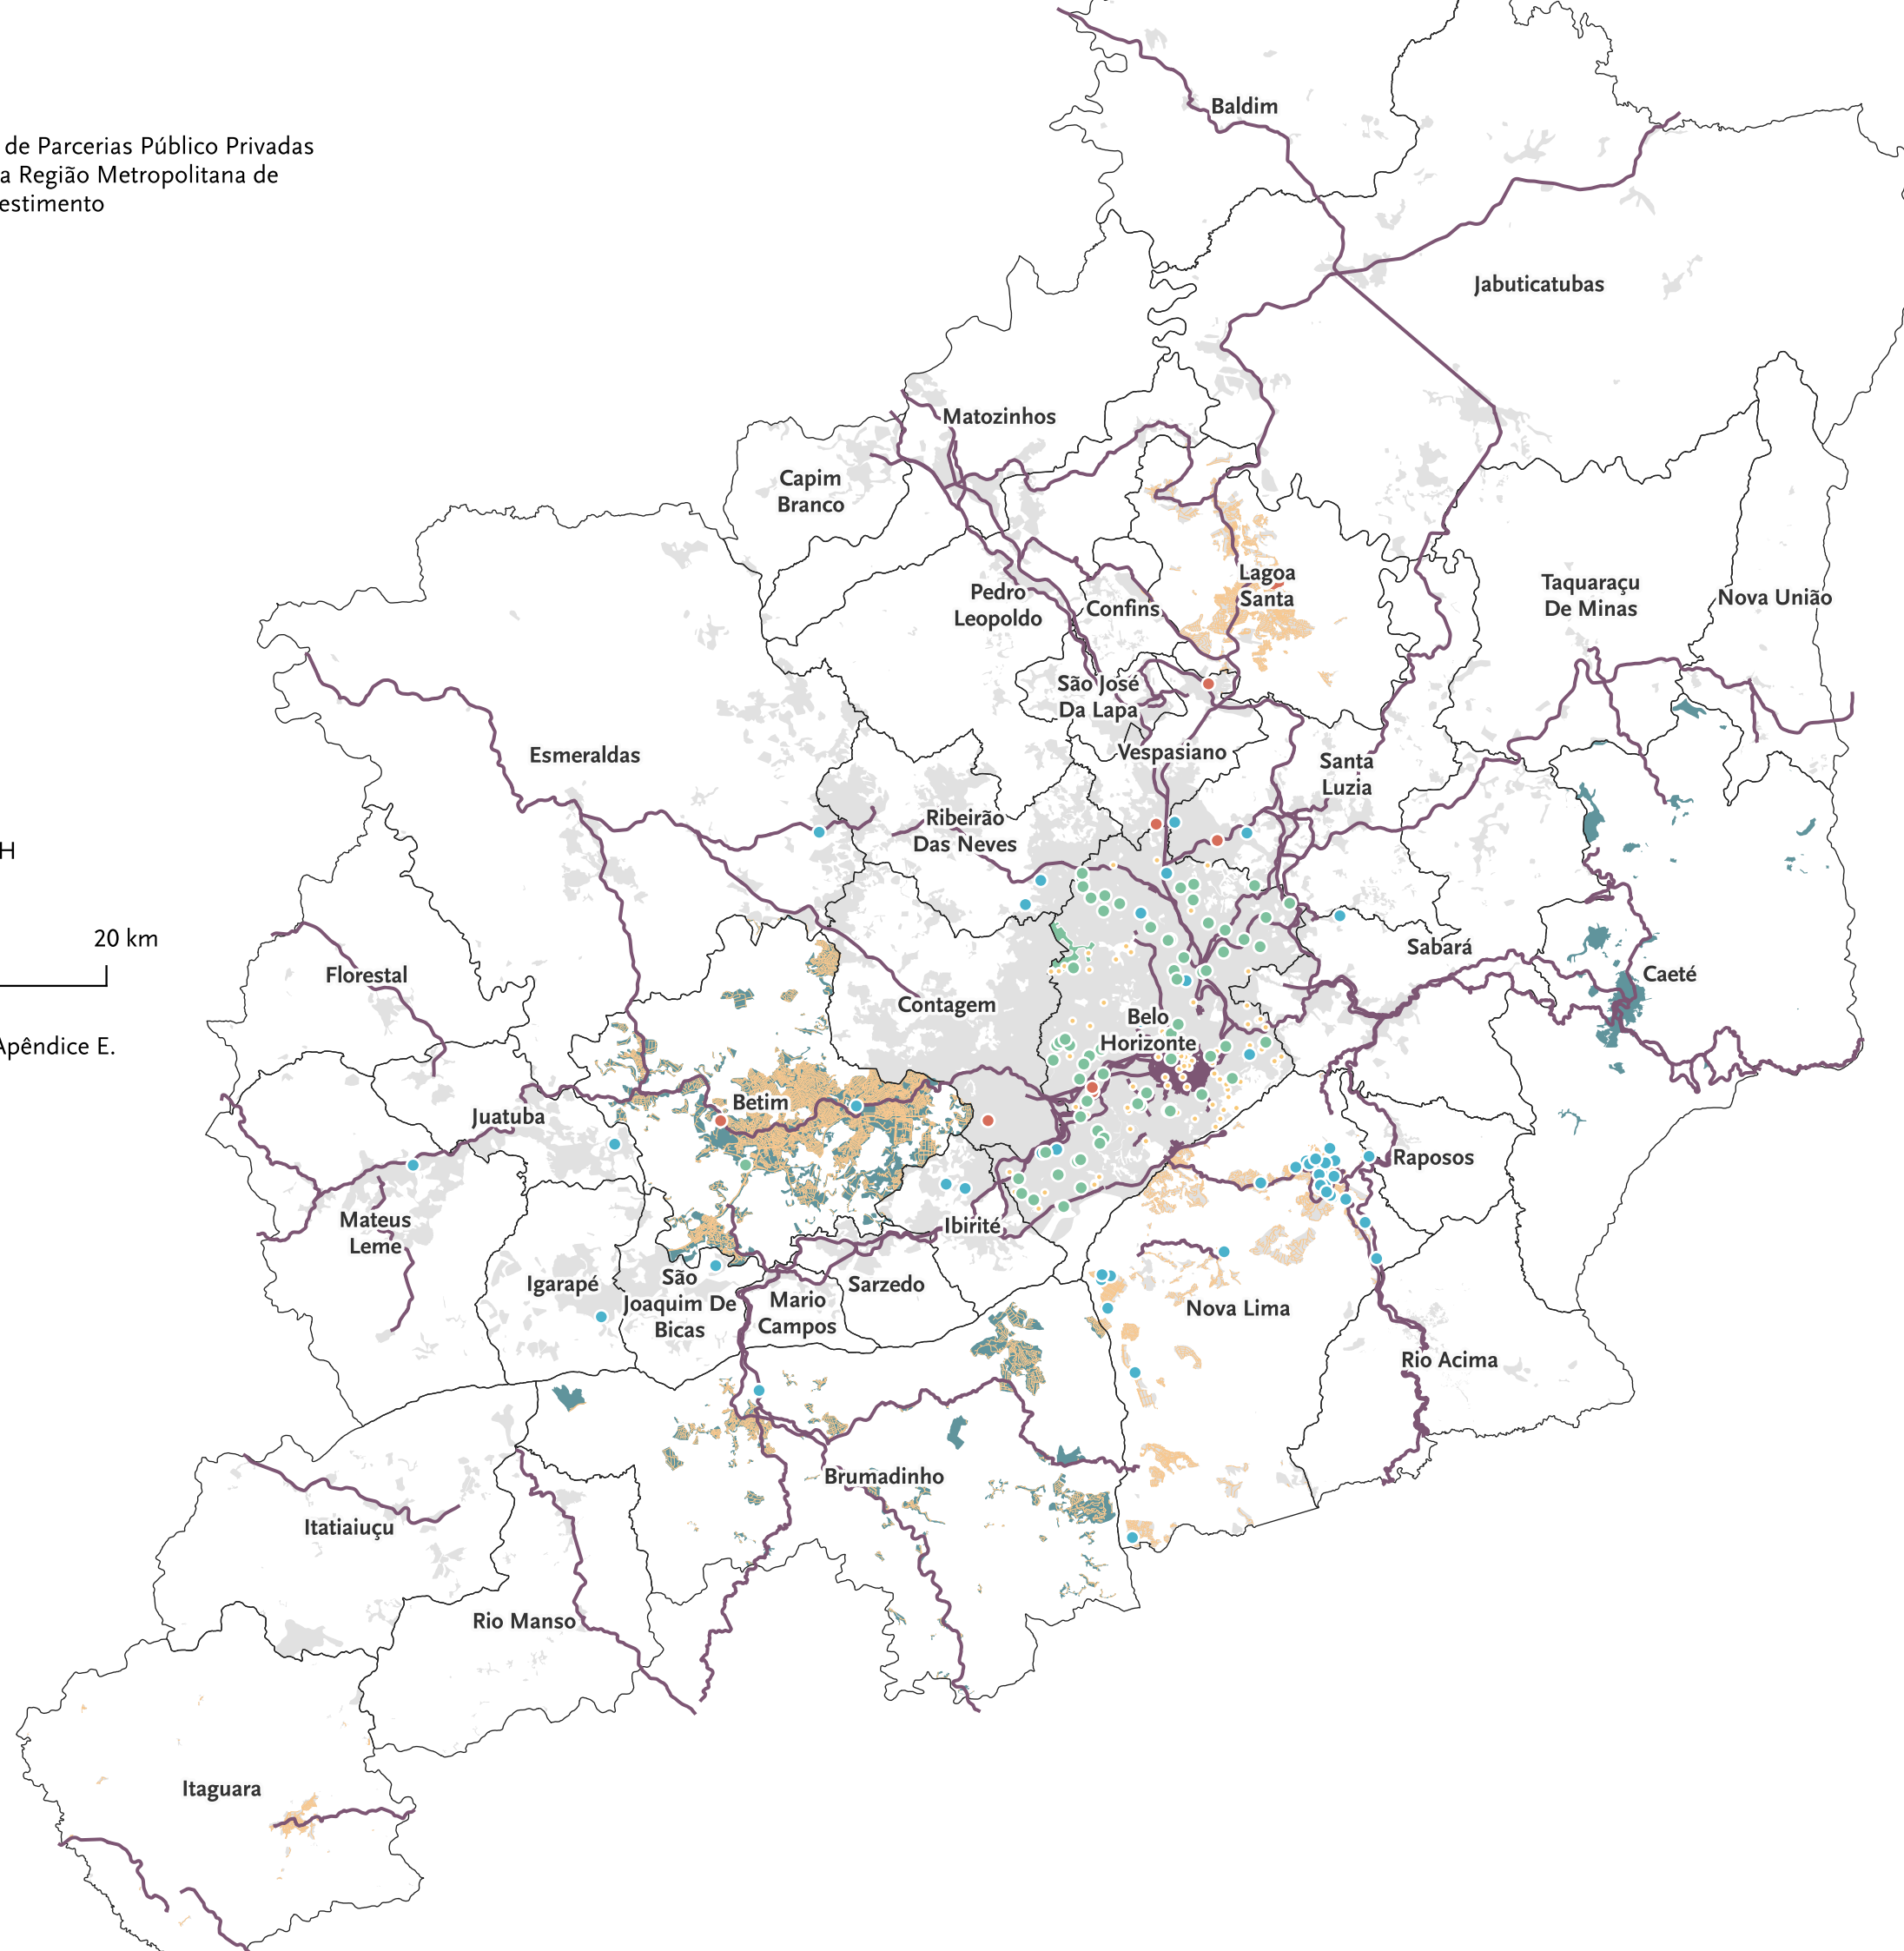 de Parcerias Público Privadas
a Região Metropolitana de
estimento
Baldim
Jabuticatubas
Matozinhos
Capim
Branco
Pedro
Leopoldo
Confins
Lagoa
Santa
Taquaraçu
De Minas
Nova União
São José
Da Lapa
Vespasiano
Santa
Luzia
Esmeraldas
Ribeirão
Das Neves
H
20 km
Sabará
Florestal
Caeté
Contagem
Belo
Horizonte
Apêndice E.
Betim
Juatuba
Raposos
Mateus
Leme
Ibirité
Igarapé
São
Joaquim De
Bicas
Mario
Campos
Sarzedo
Nova Lima
Rio Acima
Brumadinho
Itatiaiuçu
Rio Manso
Itaguara